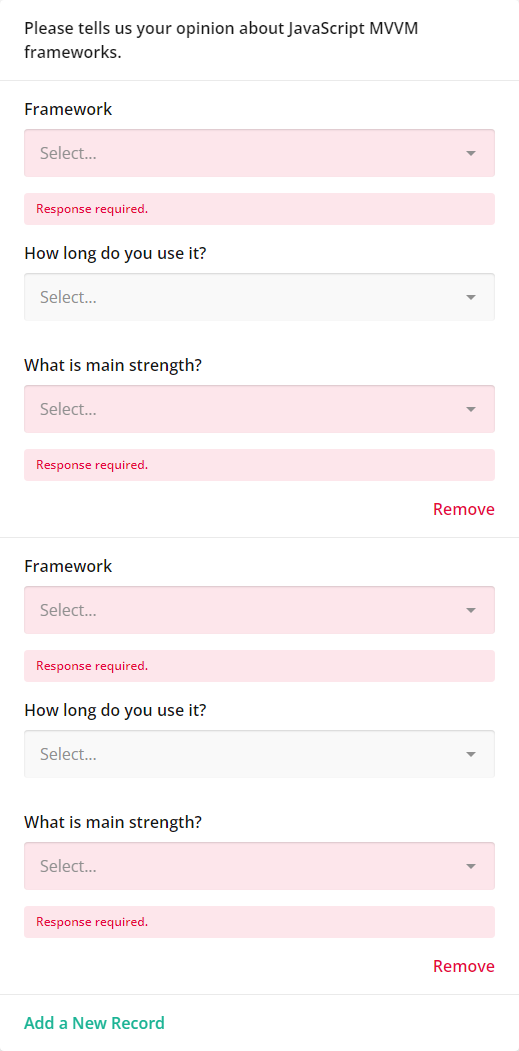 Please tells us your opinion about JavaScript MVVM
frameworks.
Framework
Select...
Response required.
How long do you use it?
Select...
What is main strength?
Select...
Response required.
Remove
Framework
Select...
Response required.
How long do you use it?
Select...
What is main strength?
Select...
Response required.
Remove
Add a New Record